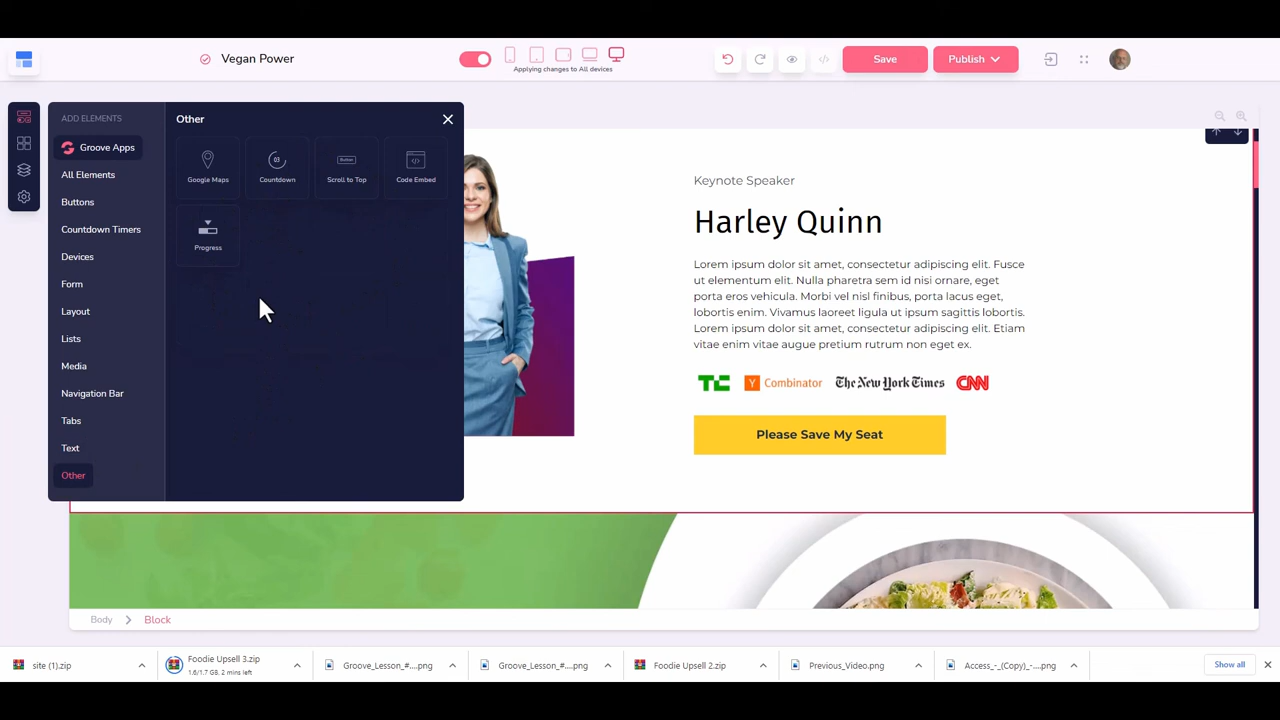 Vegan Power
Applying changes to All devices
Save
Publish
ADD ELEMENTS
Groove Apps
All Elements
Buttons
Countdown Timers
Devices
Form
Layout
Lists
Media
Navigation Bar
Tabs
Text
Other
Other
Google Maps
03
Countdown
Button
Scroll to Top
Code Embed
Progress
Keynote Speaker
Harley Quinn
Lorem ipsum dolor sit amet, consectetur adipiscing elit. Fusce
ut elementum elit. Nulla pharetra sem id nisi ornare, eget
porta eros vehicula. Morbi vel nisl finibus, porta lacus eget,
lobortis enim. Vivamus laoreet ligula ut ipsum sagittis lobortis.
Lorem ipsum dolor sit amet, consectetur adipiscing elit. Etiam
vitae enim vitae augue pretium rutrum non eget ex.
TC Y Combinator The New York Times CNN
Please Save My Seat
Body Block
site (1).zip
Foodie Upsell 3.zip
1.6/1.7 GB, 2 mins left
Groove_Lesson_#....png
Groove_Lesson_#....png
Foodie Upsell 2.zip
Previous_Video.png
Access_-_(Copy)_-....png
Show all